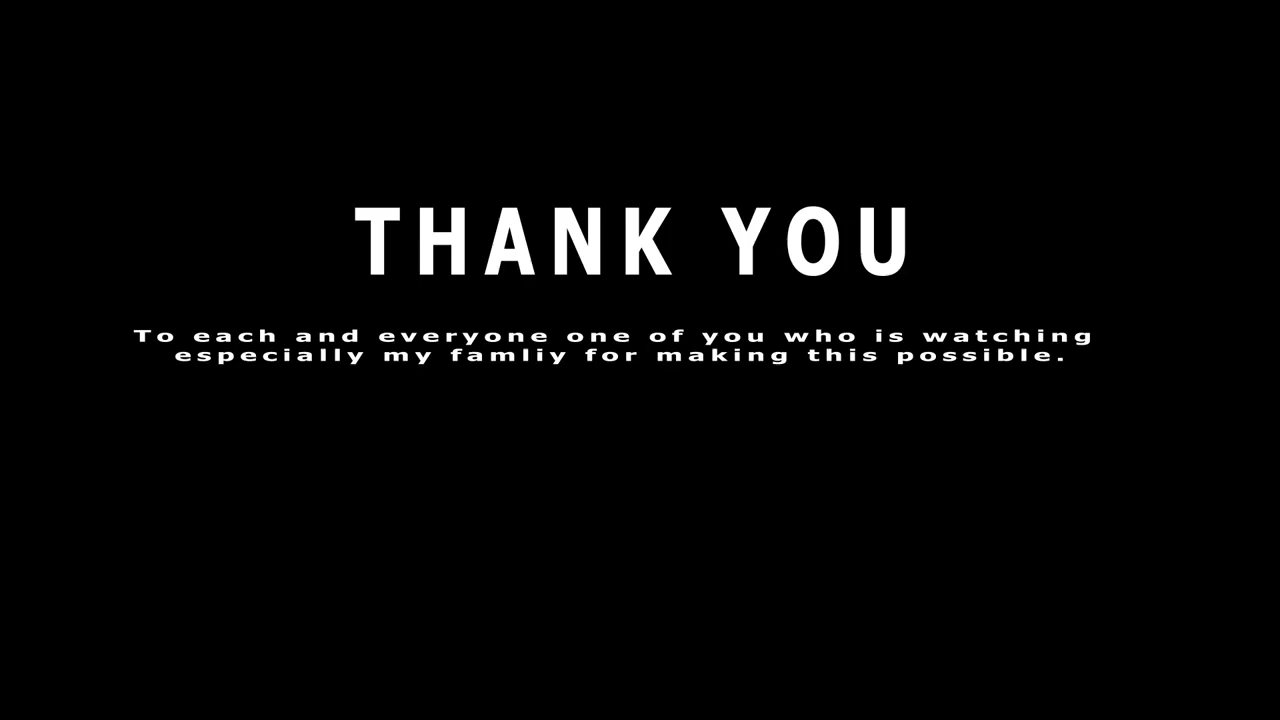 THANK YOU
To each and everyone one of you who is watching
especially my famliy for making this possible.